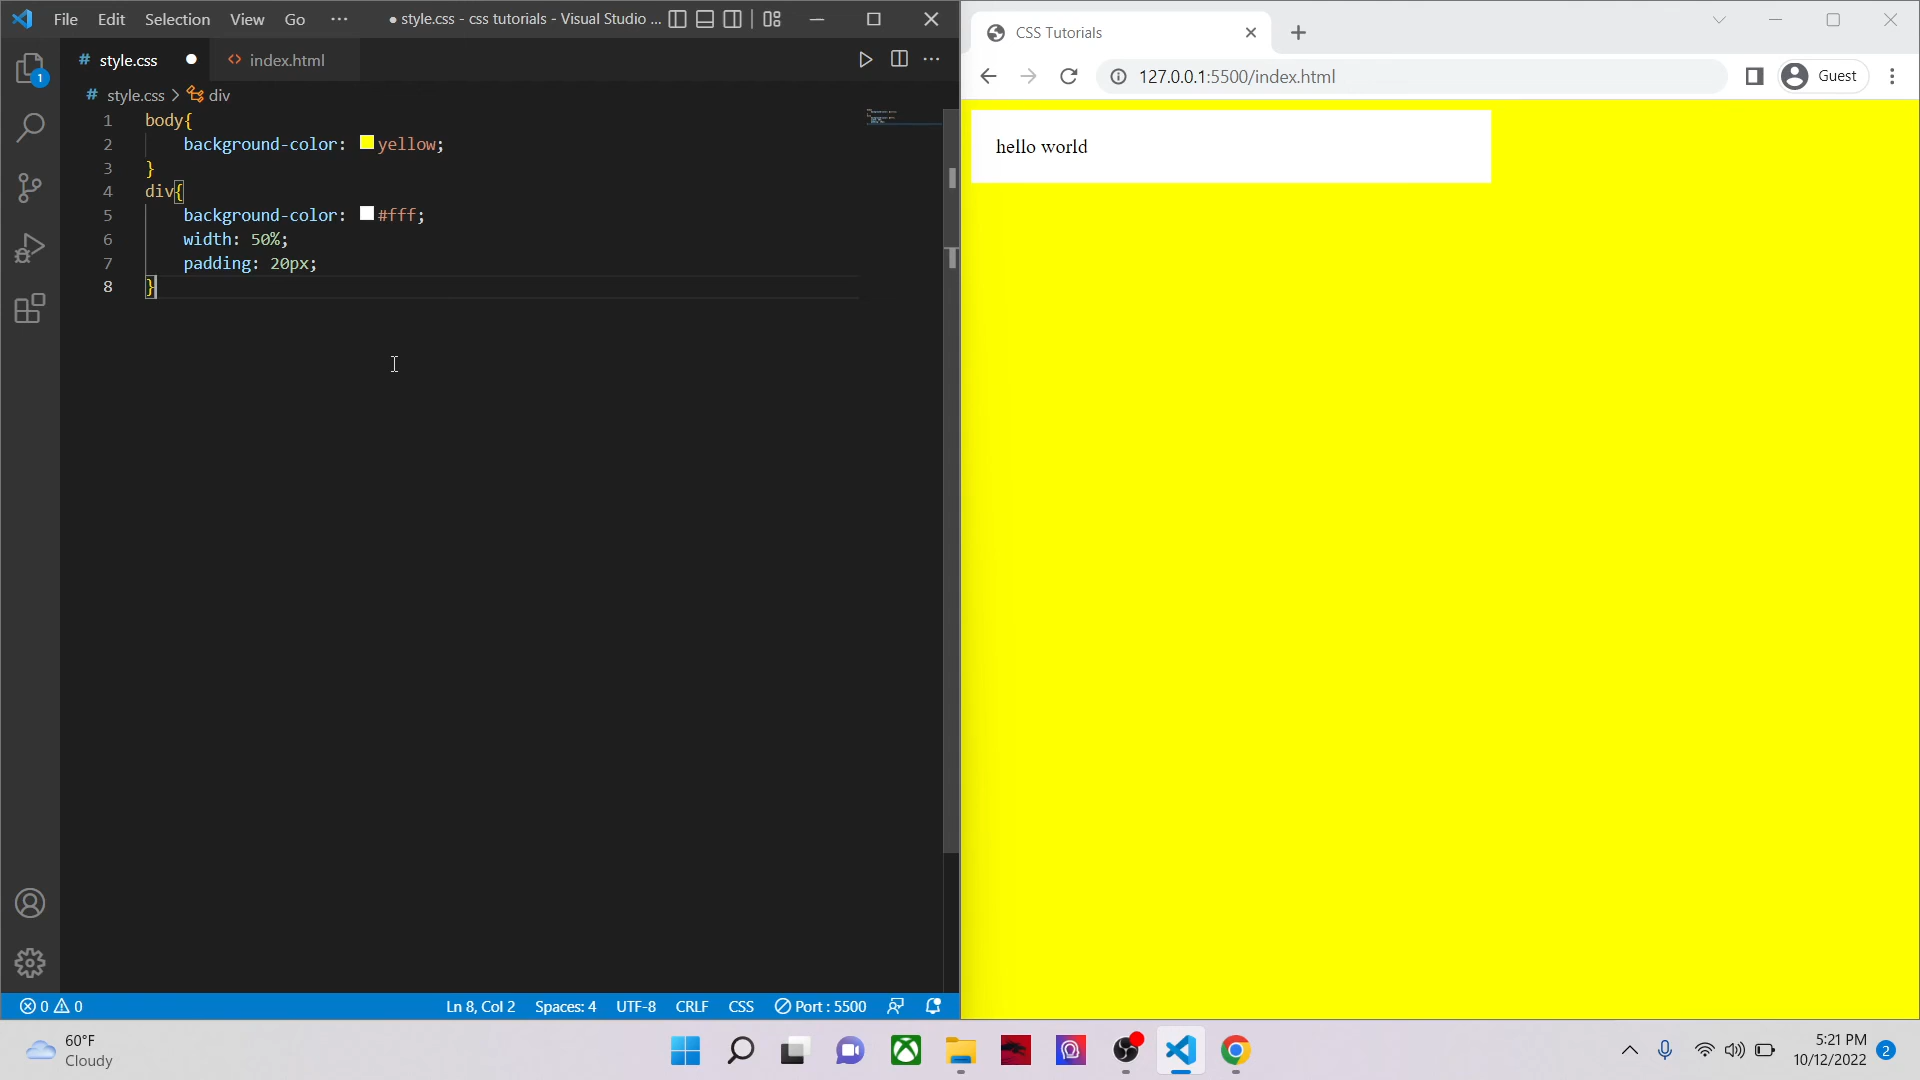 File Edit Selection View Go ··· ● style.css - css tutorials - Visual Studio ...
# style.css ● <> index.html
# style.css > div
1 body{
2 background-color: yellow;
3 }
4 div{
5 background-color: #fff;
6 width: 50%;
7 padding: 20px;
8 }
1
0 0 Ln 8, Col 2 Spaces: 4 UTF-8 CRLF CSS Port : 5500
CSS Tutorials
127.0.0.1:5500/index.html Guest
hello world
60°F
Cloudy
5:21 PM
10/12/2022 2